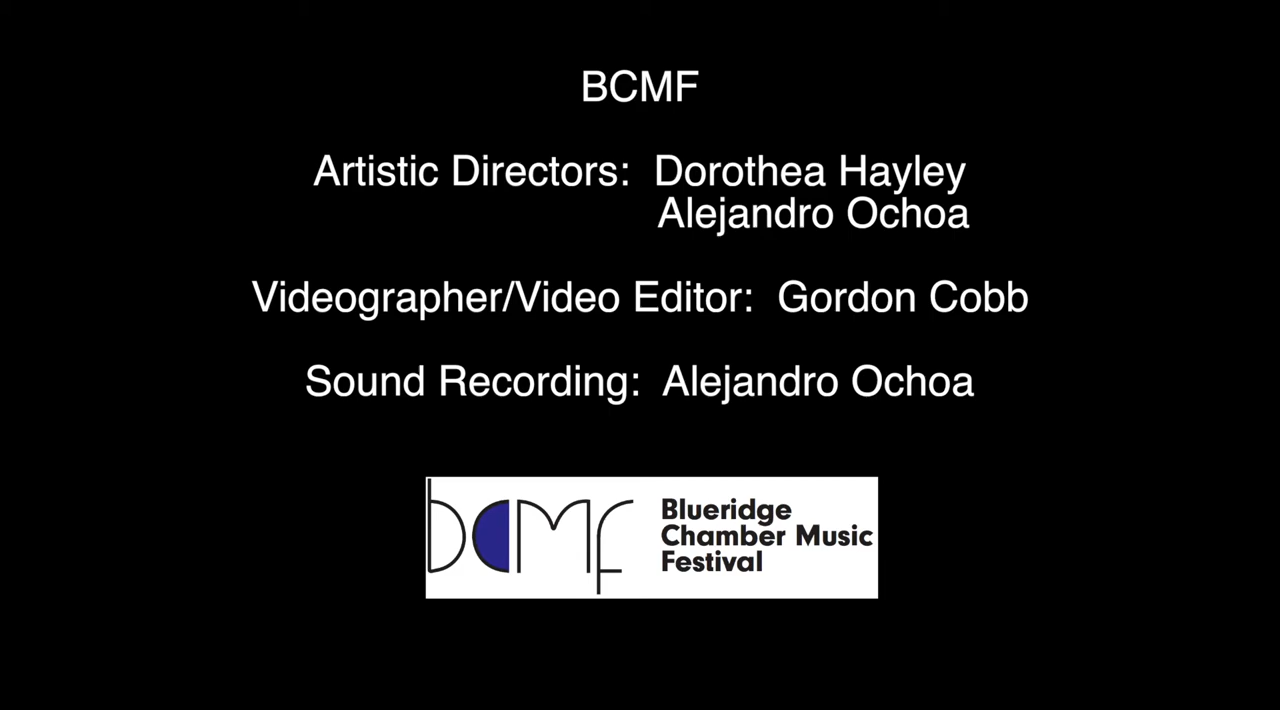 BCMF
Artistic Directors: Dorothea Hayley
Alejandro Ochoa
Videographer/Video Editor: Gordon Cobb
Sound Recording: Alejandro Ochoa
bcmf
Blueridge
Chamber Music
Festival